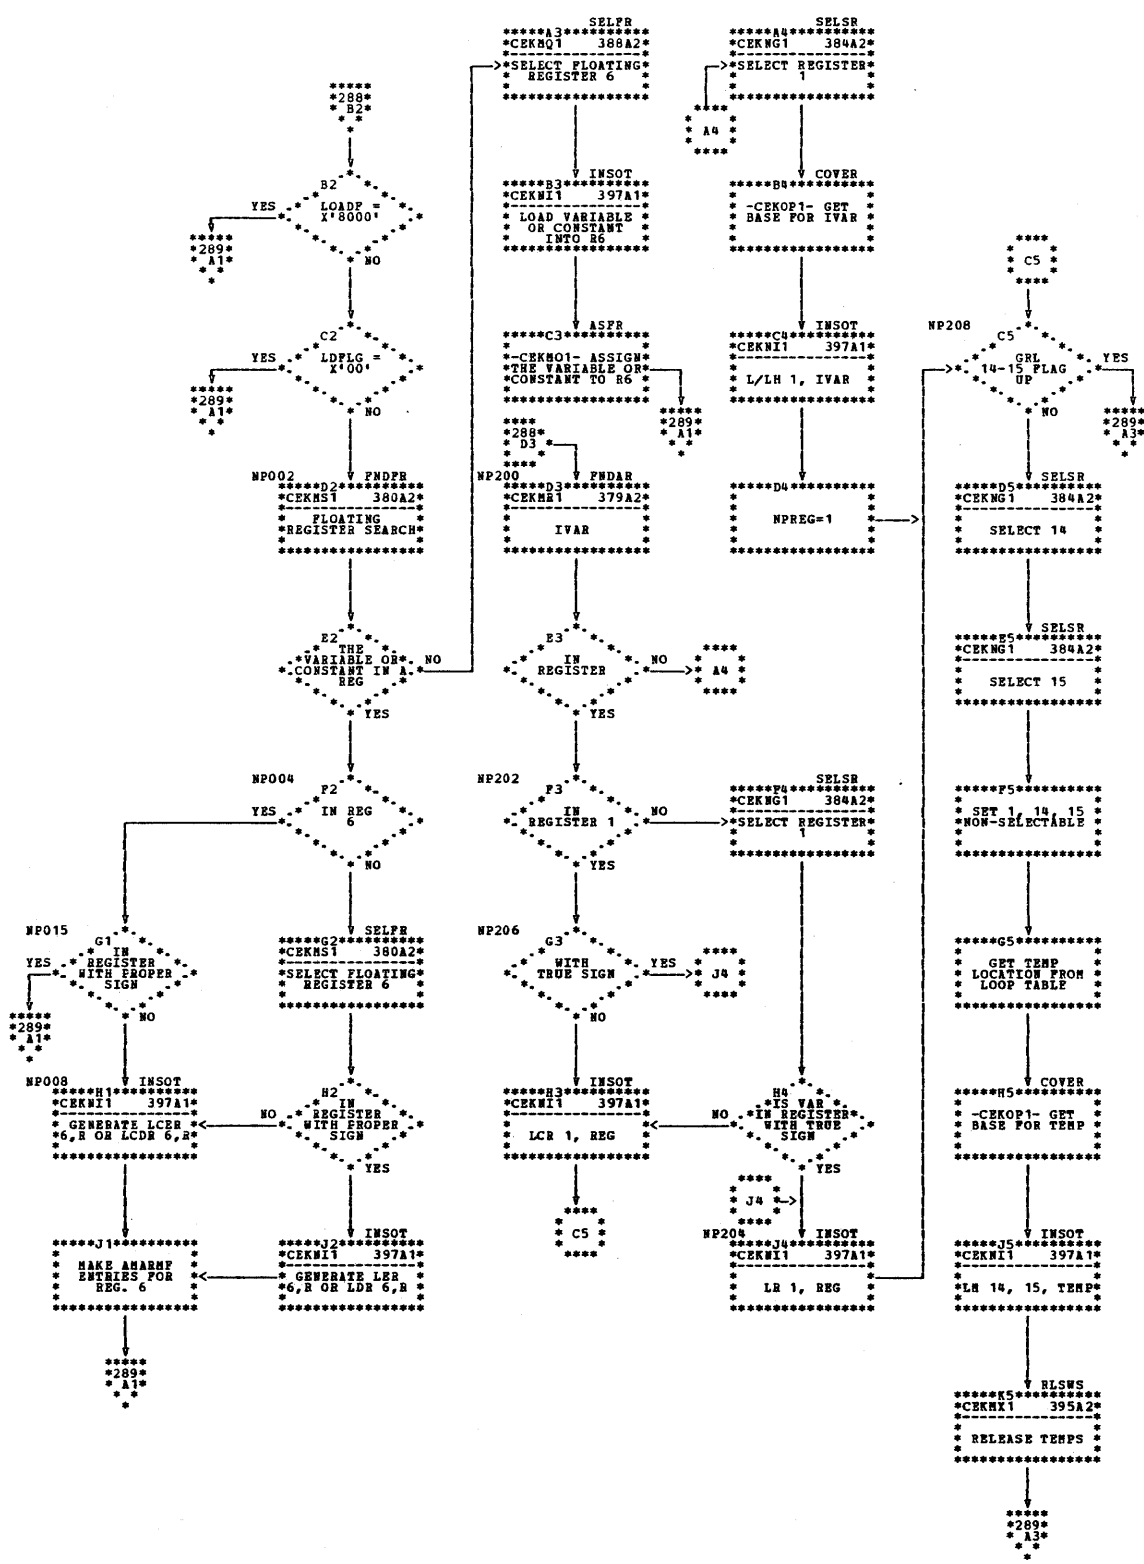 SELFR
A3
CEKMQ1 388A2
SELECT FLOATING
REGISTER 6
SELSR
A4
CEKNG1 384A2
SELECT REGISTER
1
A4
288
B2
B2
LOADF =
X'8000'
YES
NO
289
A1
INSOT
B3
CEKNI1 397A1
LOAD VARIABLE
OR CONSTANT
INTO R6
COVER
B4
-CEKOP1- GET
BASE FOR IVAR
C5
C2
LDFLG =
X'00'
YES
NO
289
A1
ASFR
C3
-CEKMO1- ASSIGN
THE VARIABLE OR
CONSTANT TO R6
289
A1
INSOT
C4
CEKNI1 397A1
L/LH 1, IVAR
NP208
C5
GRL
14-15 FLAG
UP
YES
NO
289
A3
288
D3
NP002
FNDFR
D2
CEKMS1 380A2
FLOATING
REGISTER SEARCH
NP200
FNDAR
D3
CEKMR1 379A2
IVAR
D4
NPREG=1
SELSR
D5
CEKNG1 384A2
SELECT 14
E2
THE
VARIABLE OR
CONSTANT IN A
REG
NO
YES
E3
IN
REGISTER
NO
YES
A4
SELSR
E5
CEKNG1 384A2
SELECT 15
NP004
F2
IN REG
6
YES
NO
NP202
F3
IN
REGISTER 1
NO
YES
SELSR
F4
CEKNG1 384A2
SELECT REGISTER
1
F5
SET 1, 14, 15
NON-SELECTABLE
NP015
G1
IN
REGISTER
WITH PROPER
SIGN
YES
NO
289
A1
SELFR
G2
CEKMS1 380A2
SELECT FLOATING
REGISTER 6
NP206
G3
WITH
TRUE SIGN
YES
NO
J4
G5
GET TEMP
LOCATION FROM
LOOP TABLE
NP008
INSOT
H1
CEKNI1 397A1
GENERATE LCER
6,R OR LCDR 6,R
H2
IN
REGISTER
WITH PROPER
SIGN
NO
YES
INSOT
H3
CEKNI1 397A1
LCR 1, REG
H4
IS VAR
IN REGISTER
WITH TRUE
SIGN
NO
YES
COVER
H5
-CEKOP1- GET
BASE FOR TEMP
C5
J4
J1
MAKE AMARMF
ENTRIES FOR
REG. 6
INSOT
J2
CEKNI1 397A1
GENERATE LER
6,R OR LDR 6,R
NP204
INSOT
J4
CEKNI1 397A1
LR 1, REG
INSOT
J5
CEKNI1 397A1
LM 14, 15, TEMP
289
A1
RLSWS
K5
CEKMX1 395A2
RELEASE TEMPS
289
A3